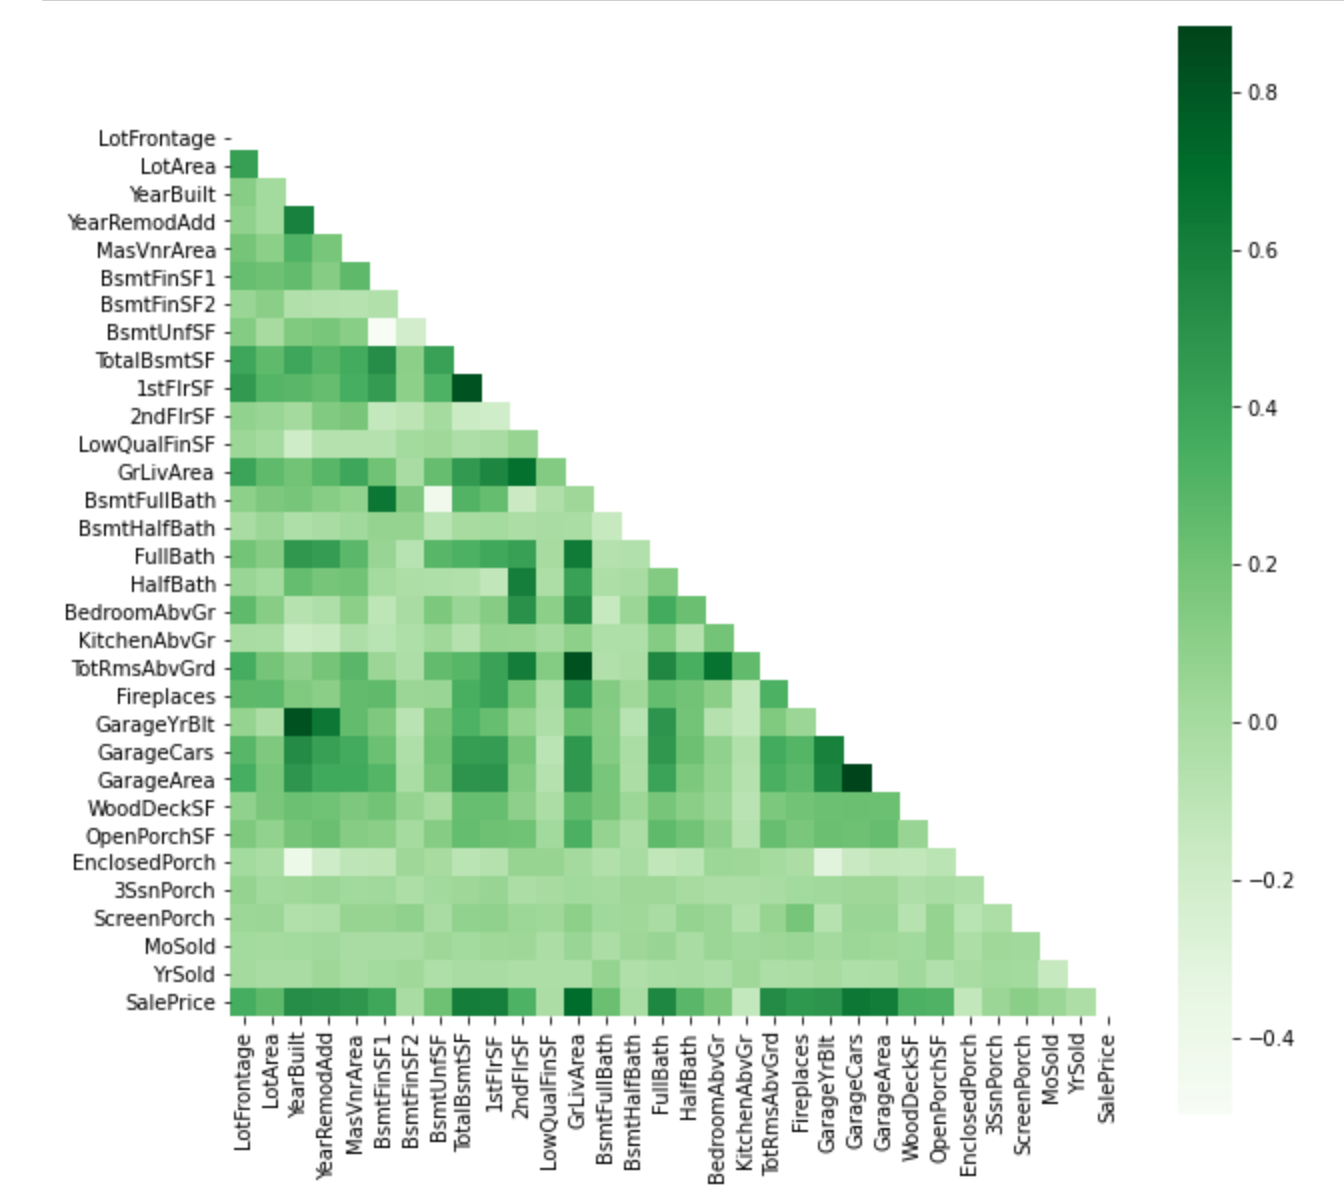 LotFrontage
LotArea
YearBuilt
YearRemodAdd
MasVnrArea
BsmtFinSF1
BsmtFinSF2
BsmtUnfSF
TotalBsmtSF
1stFlrSF
2ndFlrSF
LowQualFinSF
GrLivArea
BsmtFullBath
BsmtHalfBath
FullBath
HalfBath
BedroomAbvGr
KitchenAbvGr
TotRmsAbvGrd
Fireplaces
GarageYrBlt
GarageCars
GarageArea
WoodDeckSF
OpenPorchSF
EnclosedPorch
3SsnPorch
ScreenPorch
MoSold
YrSold
SalePrice
LotFrontage
LotArea
YearBuilt
YearRemodAdd
MasVnrArea
BsmtFinSF1
BsmtFinSF2
BsmtUnfSF
TotalBsmtSF
1stFlrSF
2ndFlrSF
LowQualFinSF
GrLivArea
BsmtFullBath
BsmtHalfBath
FullBath
HalfBath
BedroomAbvGr
KitchenAbvGr
TotRmsAbvGrd
Fireplaces
GarageYrBlt
GarageCars
GarageArea
WoodDeckSF
OpenPorchSF
EnclosedPorch
3SsnPorch
ScreenPorch
MoSold
YrSold
SalePrice
0.8
0.6
0.4
0.2
0.0
−0.2
−0.4